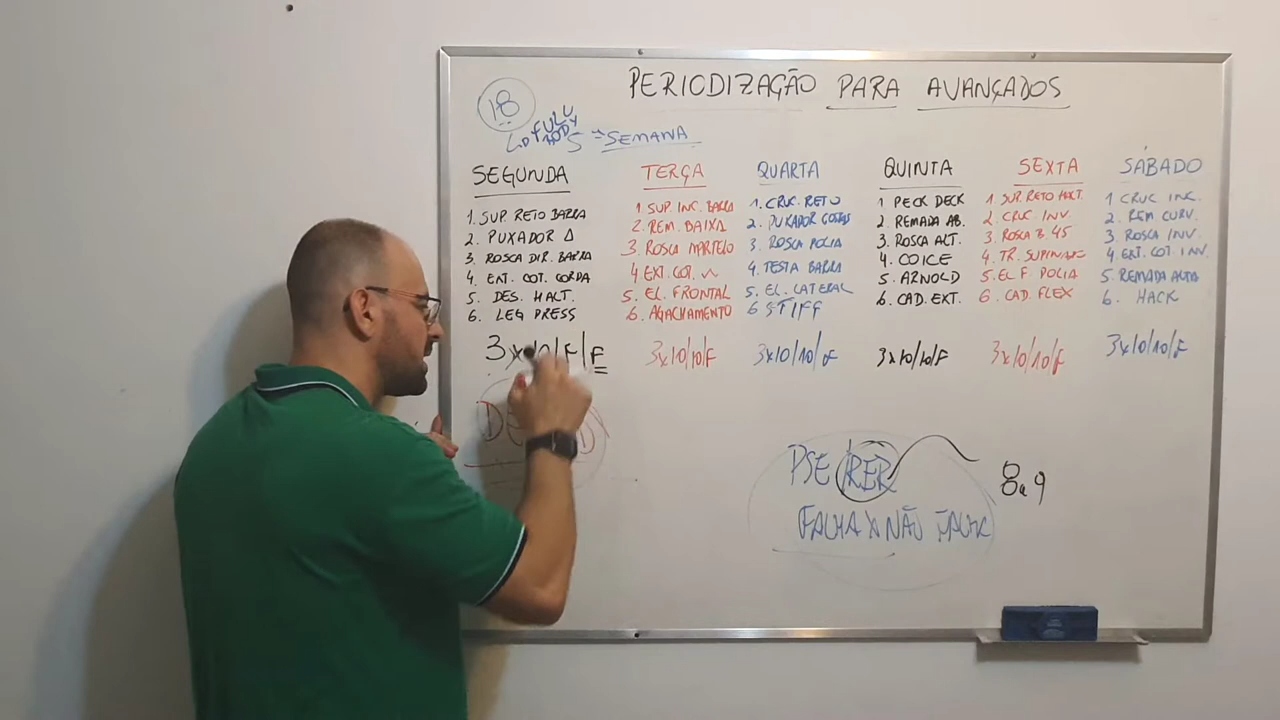 PERIODIZAÇÃO PARA AVANÇADOS
18
FULL BODY
5 = SEMANA
SEGUNDA
1. SUP. RETO BARRA
2. PUXADOR Δ
3. ROSCA DIR. BARRA
4. EXT. COT. CORDA
5. DES. HALT.
6. LEG PRESS
3x10/F/F
TERÇA
1 SUP. INC. BARRA
2. REM. BAIXA
3. ROSCA MARTELO
4. EXT. COT.
5. EL. FRONTAL
6. AGACHAMENTO
3x10/10/F
QUARTA
1. CRUC. RETO
2. PUXADOR COSTAS
3. ROSCA POLIA
4. TESTA BARRA
5. EL. LATERAL
6 STIFF
3x10/10/F
QUINTA
1 PECK DECK
2. REMADA AB.
3. ROSCA ALT.
4. COICE
5. ARNOLD
6. CAD. EXT.
3x10/10/F
SEXTA
1 SUP. RETO HALT.
2. CRUC. INV.
3. ROSCA B. 45
4. TR. SUPINADO
5. EL F. POLIA
6. CAD. FLEX
3x10/10/F
SÁBADO
1 CRUC. INC.
2. REM CURV.
3. ROSCA INV.
4. EXT. COT INV.
5. REMADA ALTA
6. HACK
3x10/10/F
PSE RER
8 a 9
FALHA X NÃO FALHA